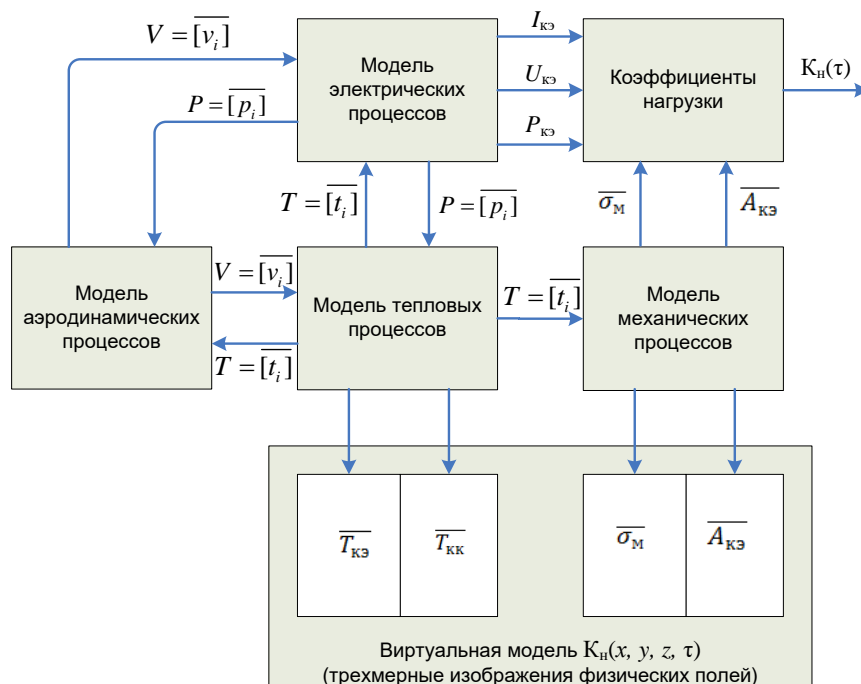 V = [v_i]
I_кэ
Модель
электрических
процессов
U_кэ
Коэффициенты
нагрузки
К_н(τ)
P = [p_i]
P_кэ
T = [t_i]
P = [p_i]
σ_м
A_кэ
Модель
аэродинамических
процессов
V = [v_i]
Модель тепловых
процессов
T = [t_i]
Модель
механических
процессов
T = [t_i]
T_кэ
T_кк
σ_м
A_кэ
Виртуальная модель К_н(x, y, z, τ)
(трехмерные изображения физических полей)